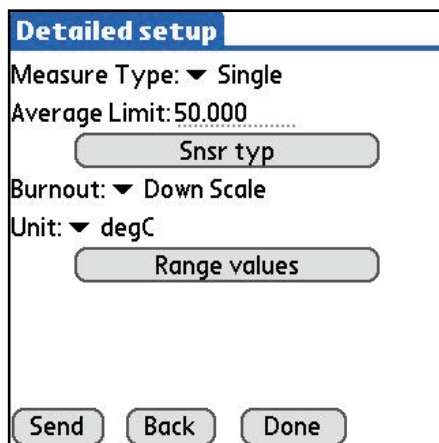 Detailed setup
Measure Type: Single
Average Limit: 50.000
Snsr typ
Burnout: Down Scale
Unit: degC
Range values
Send Back Done